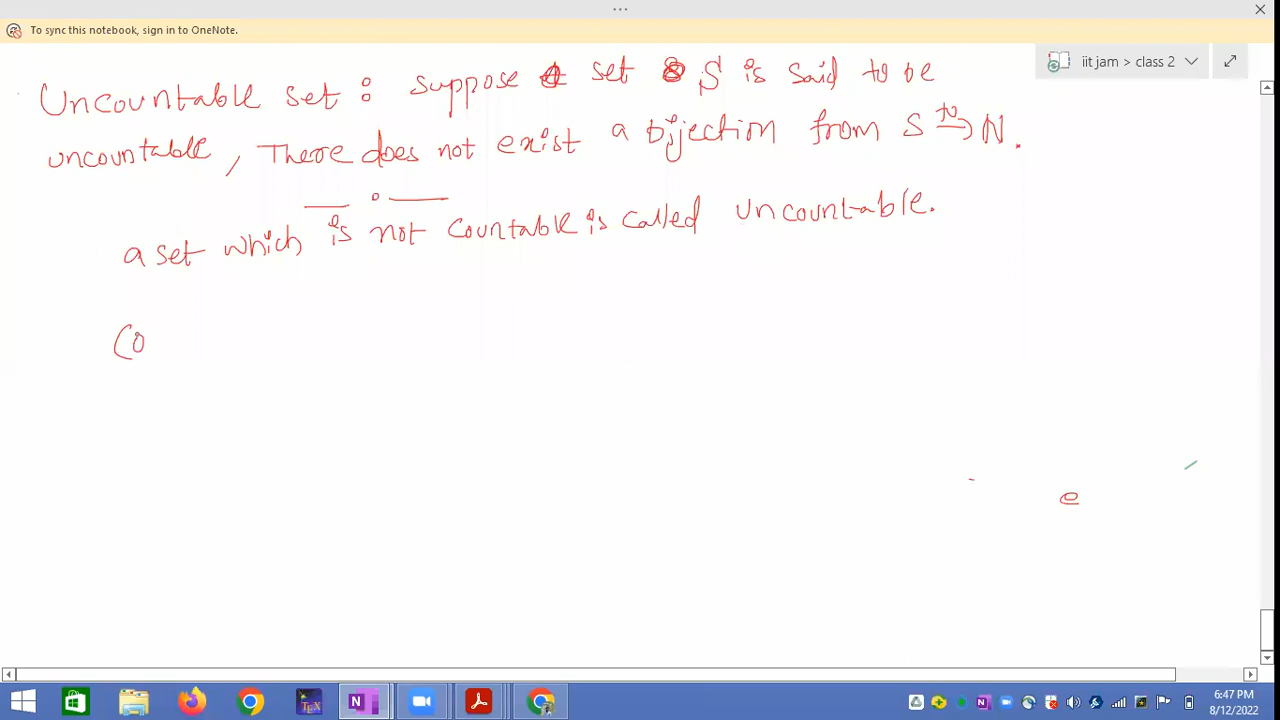 To sync this notebook, sign in to OneNote.
iit jam > class 2
Uncountable set : suppose set S is said to be
uncountable, There does not exist a bijection from S to→ N.
a set which is not countable is called uncountable.
(o
e
6:47 PM
8/12/2022